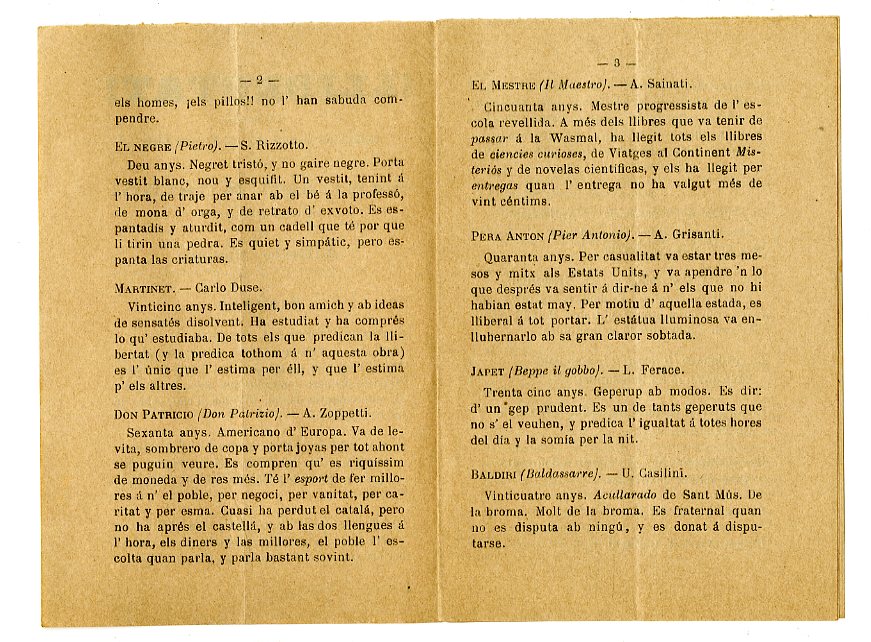 — 2 —
els homes, ¡els pillos!! no l' han sabuda com-
pendre.
EL NEGRE (Pietro). — S. Rizzotto.
Deu anys. Negret tristó, y no gaire negre. Porta
vestit blanc, nou y esquifit. Un vestit, tenint á
l' hora, de traje per anar ab el bé á la professó,
de mona d' orga, y de retrato d' exvoto. Es es-
pantadís y aturdit, com un cadell que té por que
li tirin una pedra. Es quiet y simpátic, pero es-
panta las criaturas.
MARTINET. — Carlo Duse.
Vinticinc anys. Inteligent, bon amich y ab ideas
de sensatés disolvent. Ha estudiat y ha comprés
lo qu' estudiaba. De tots els que predican la lli-
bertat (y la predica tothom á n' aquesta obra)
es l' únic que l' estima per éll, y que l' estima
p' els altres.
DON PATRICIO (Don Patrizio). — A. Zoppetti.
Sexanta anys. Americano d' Europa. Va de le-
vita, sombrero de copa y porta joyas per tot ahont
se puguin veure. Es compren qu' es riquíssim
de moneda y de res més. Té l' esport de fer millo-
res á n' el poble, per negoci, per vanitat, per ca-
ritat y per esma. Cuasi ha perdut el catalá, pero
no ha aprés el castellá, y ab las dos llengues á
l' hora, els diners y las millores, el poble l' es-
colta quan parla, y parla bastant sovint.
— 3 —
EL MESTRE (Il Maestro). — A. Sainati.
Cincuanta anys. Mestre progressista de l' es-
cola revellida. A més dels llibres que va tenir de
passar á la Wasmal, ha llegit tots els llibres
de ciencies curioses, de Viatges al Continent Mis-
teriós y de novelas científicas, y els ha llegit per
entregas quan l' entrega no ha valgut més de
vint céntims.
PERA ANTON (Pier Antonio). — A. Grisanti.
Quaranta anys. Per casualitat va estar tres me-
sos y mitx als Estats Units, y va apendre 'n lo
que després va sentir á dir-ne á n' els que no hi
habian estat may. Per motiu d' aquella estada, es
lliberal á tot portar. L' estátua lluminosa va en-
lluhernarlo ab sa gran claror sobtada.
JAPET (Beppe il gobbo). — L. Ferace.
Trenta cinc anys. Geperup ab modos. Es dir:
d' un gep prudent. Es un de tants geperuts que
no s' el veuhen, y predica l' igualtat á totes hores
del día y la somía per la nit.
BALDIRI (Baldassarre). — U. Casilini.
Vinticuatro anys. Acullarado de Sant Mús. De
la broma. Molt de la broma. Es fraternal quan
no es disputa ab ningú, y es donat á dispu-
tarse.